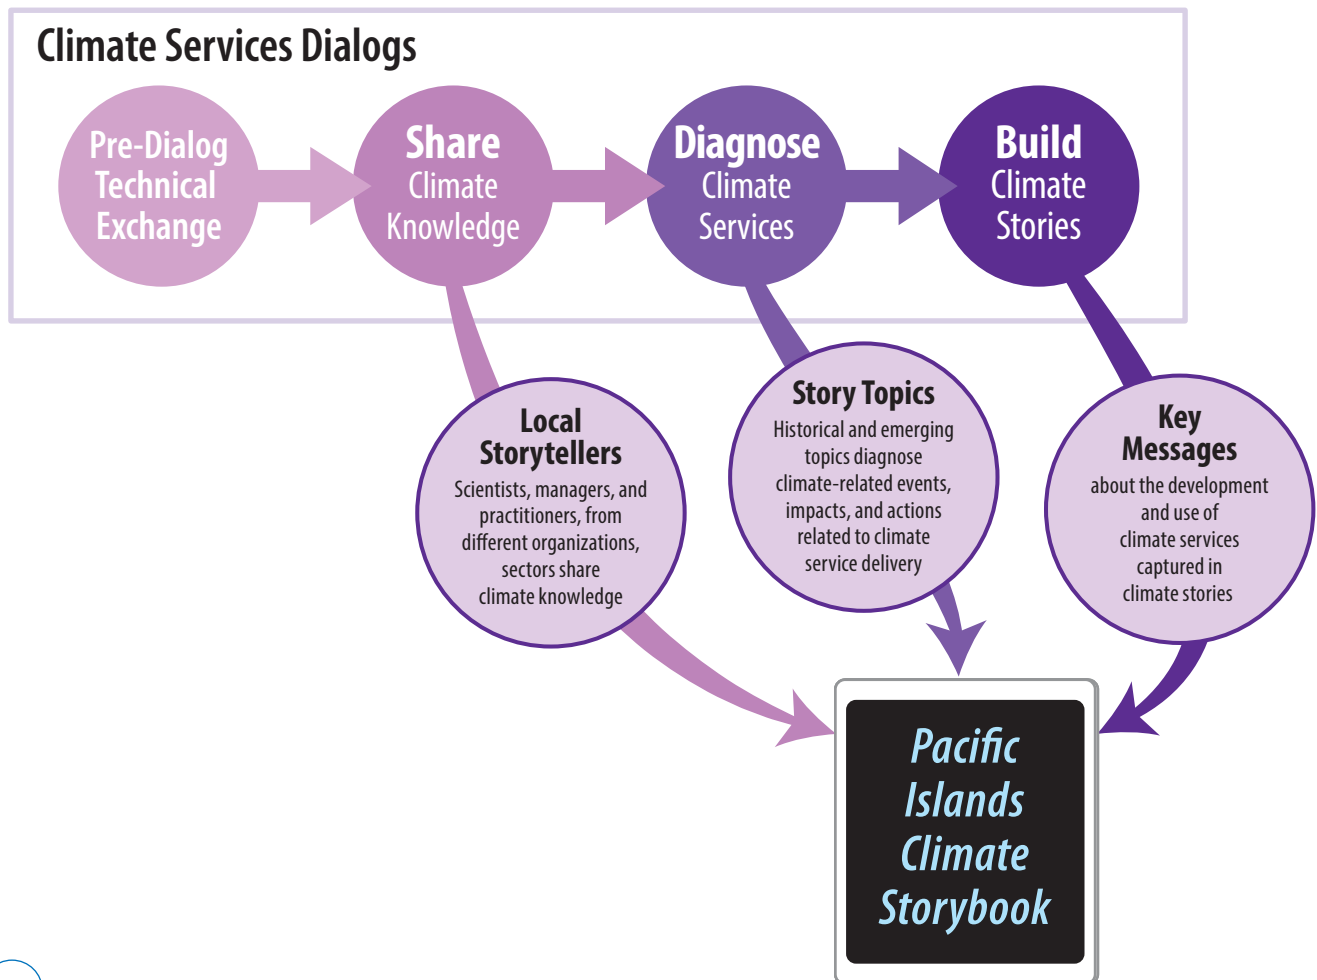 Climate Services Dialogs
Pre-Dialog
Technical
Exchange
Share
Climate
Knowledge
Diagnose
Climate
Services
Build
Climate
Stories
Local
Storytellers
Scientists, managers, and
practitioners, from
different organizations,
sectors share
climate knowledge
Story Topics
Historical and emerging
topics diagnose
climate-related events,
impacts, and actions
related to climate
service delivery
Key
Messages
about the development
and use of
climate services
captured in
climate stories
Pacific
Islands
Climate
Storybook